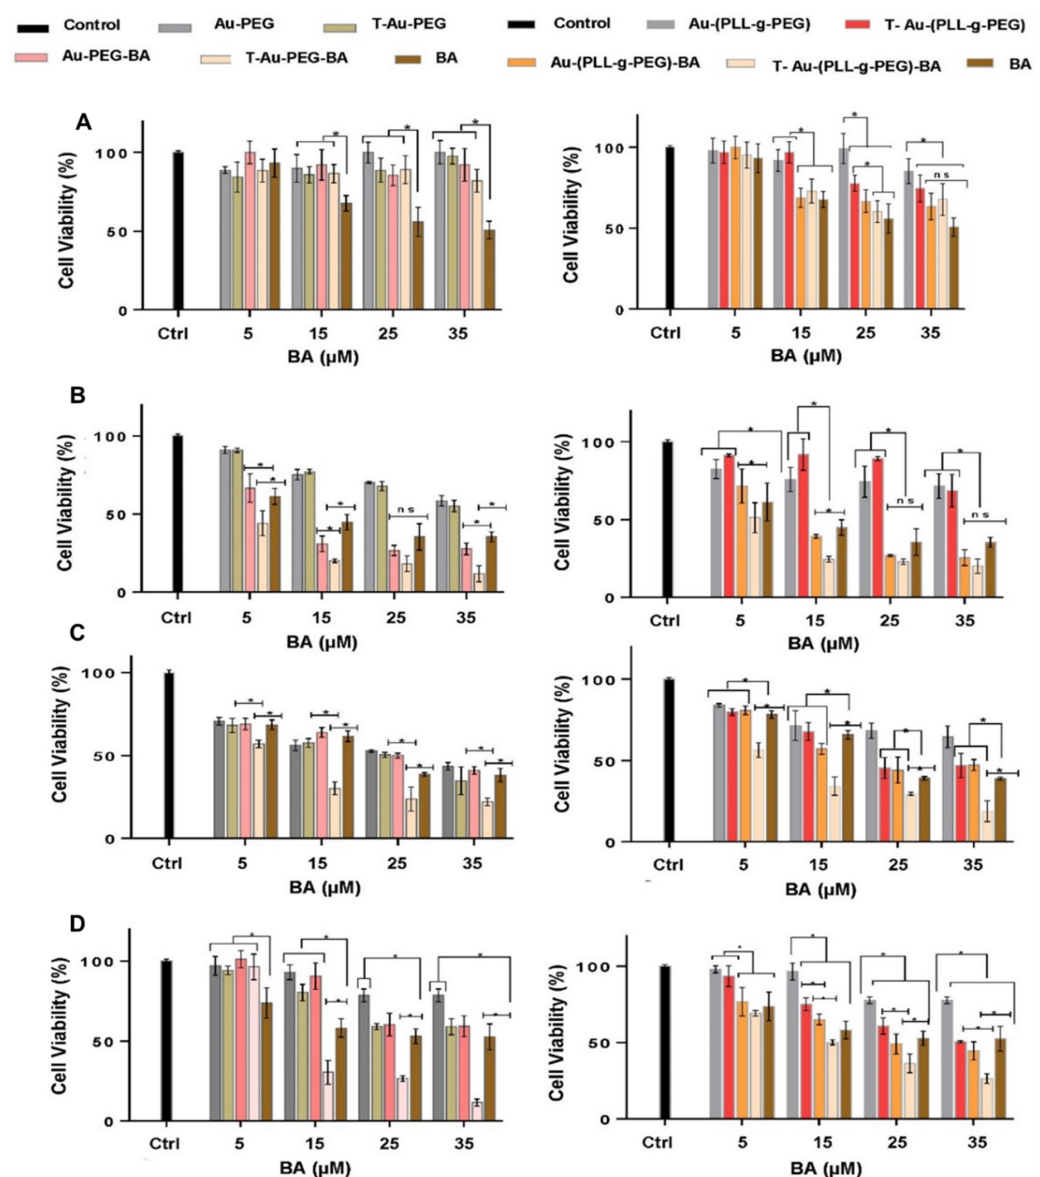 Control Au-PEG T-Au-PEG Control Au-(PLL-g-PEG) T- Au-(PLL-g-PEG)
Au-PEG-BA T-Au-PEG-BA BA Au-(PLL-g-PEG)-BA T- Au-(PLL-g-PEG)-BA BA
A
Cell Viability (%)
100
50
0
* * *
Ctrl 5 15 25 35
BA (µM)
Cell Viability (%)
100
50
0
* * * * n s
Ctrl 5 15 25 35
BA (µM)
B
Cell Viability (%)
100
50
0
* * * * n s * *
Ctrl 5 15 25 35
BA (µM)
Cell Viability (%)
100
50
0
* * * * * n s * n s
Ctrl 5 15 25 35
BA (µM)
C
Cell Viability (%)
100
50
0
* * * * * * * *
Ctrl 5 15 25 35
BA (µM)
Cell Viability (%)
100
50
0
* * * * * * * *
Ctrl 5 15 25 35
BA (µM)
D
Cell Viability (%)
100
50
0
* * * * * * *
Ctrl 5 15 25 35
BA (µM)
Cell Viability (%)
100
50
0
* * * * * * * * * *
Ctrl 5 15 25 35
BA (µM)